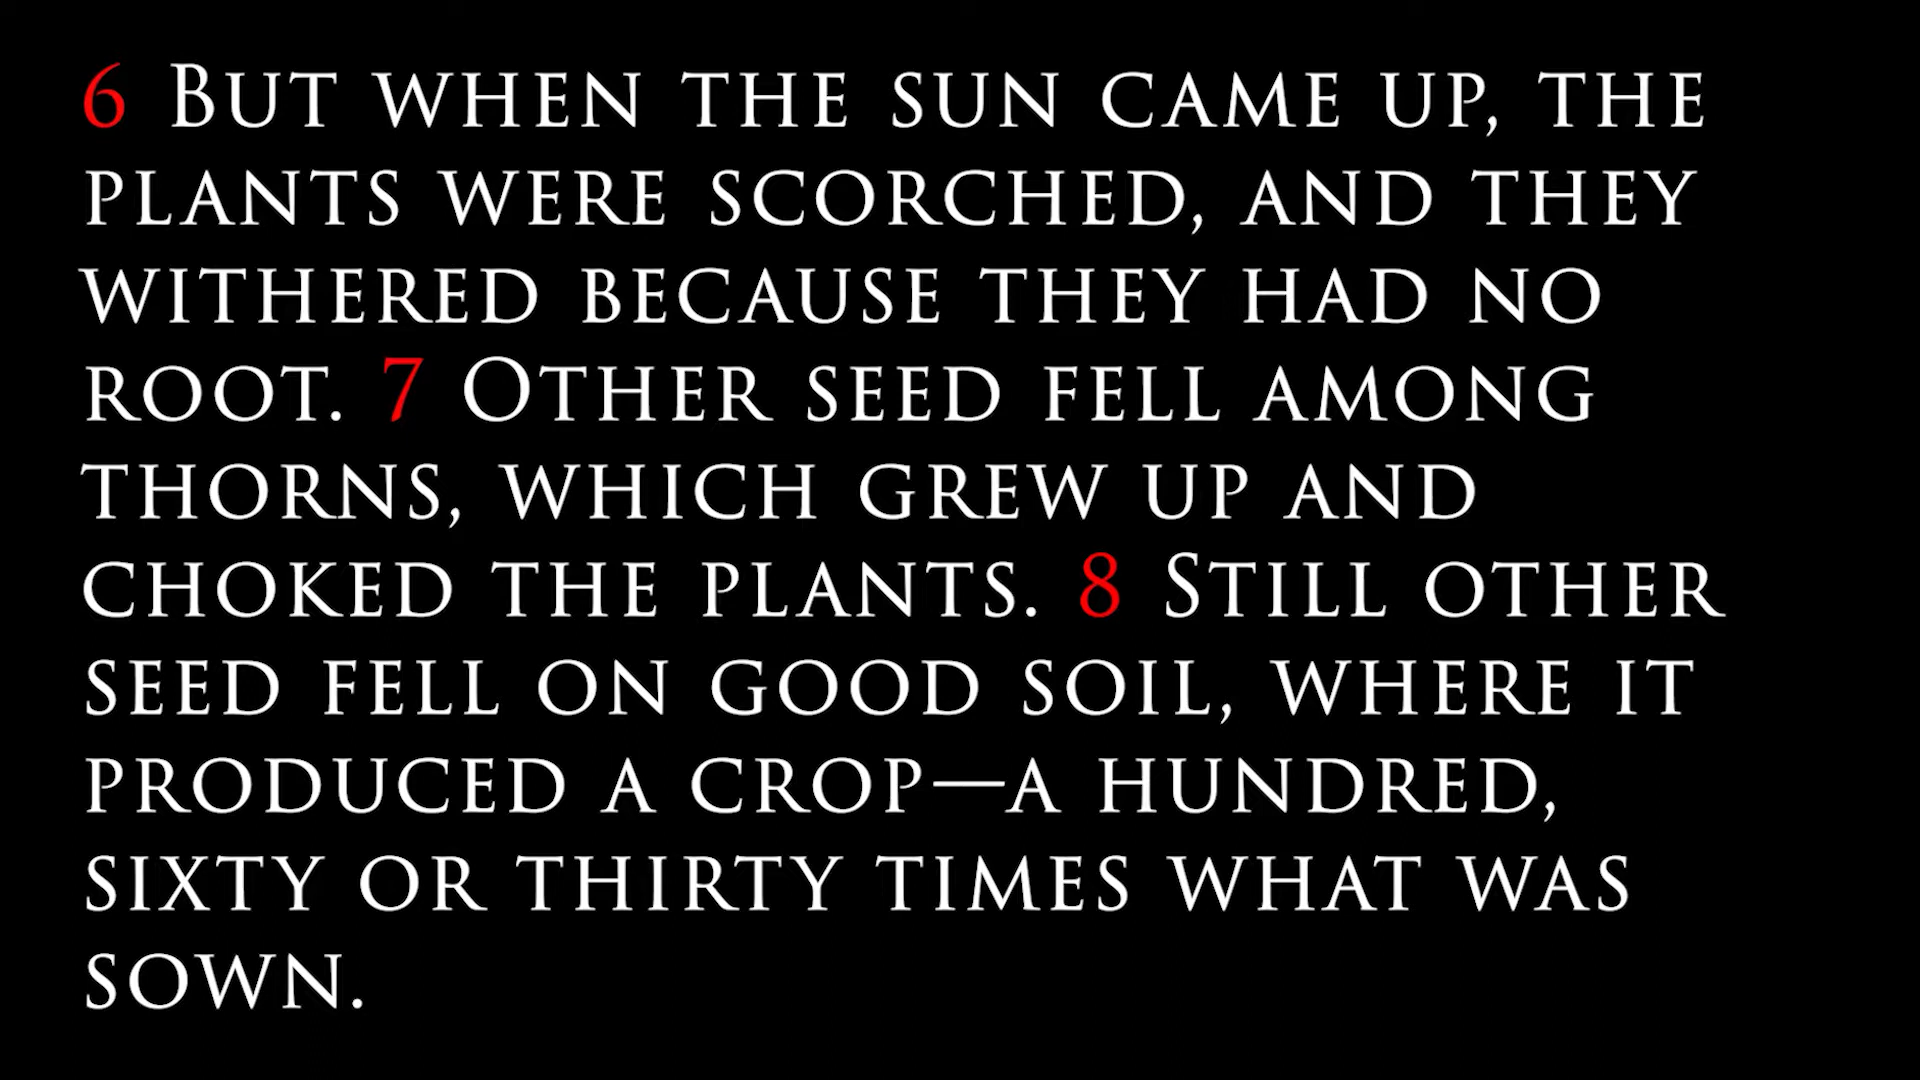 6 But when the sun came up, the
plants were scorched, and they
withered because they had no
root. 7 Other seed fell among
thorns, which grew up and
choked the plants. 8 Still other
seed fell on good soil, where it
produced a crop—a hundred,
sixty or thirty times what was
sown.